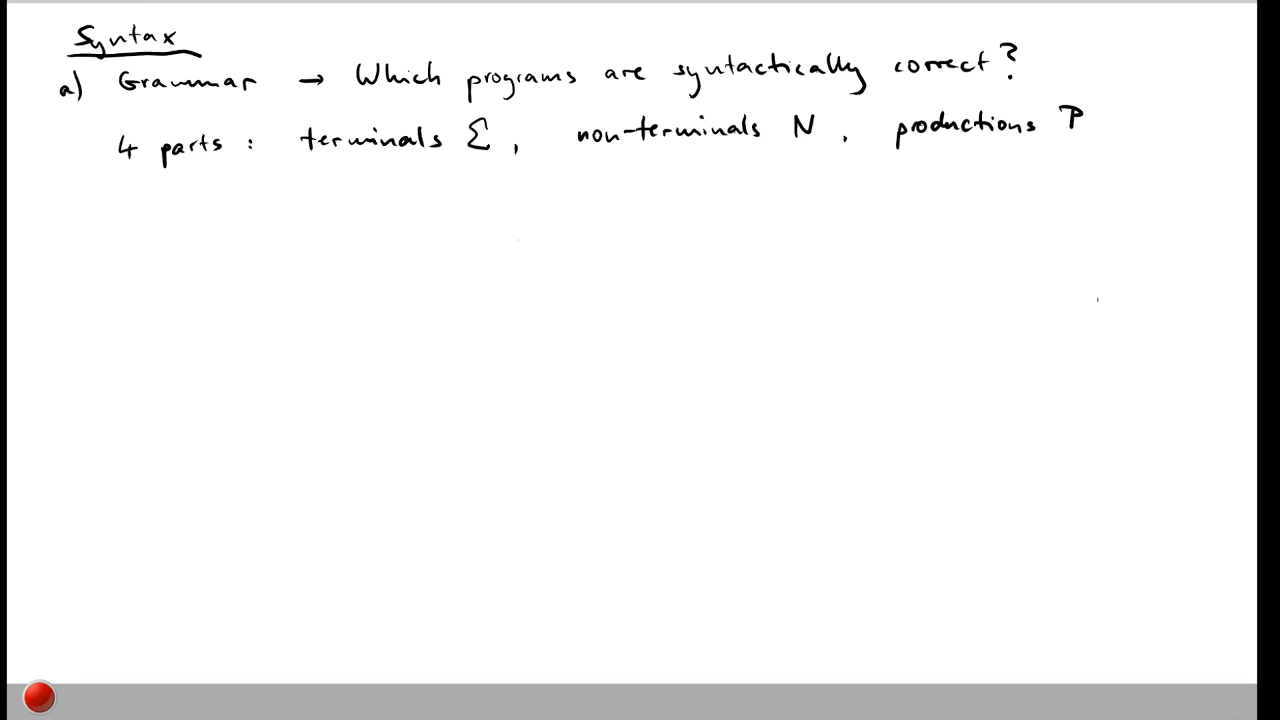 Syntax
a) Grammar → Which programs are syntactically correct?
4 parts: terminals Σ, non-terminals N, productions P